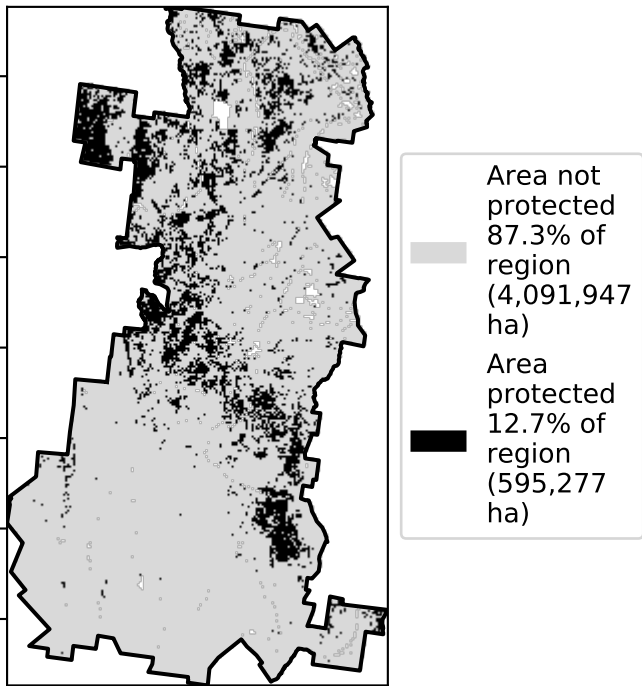 Area not
protected
87.3% of
region
(4,091,947
ha)
Area
protected
12.7% of
region
(595,277
ha)